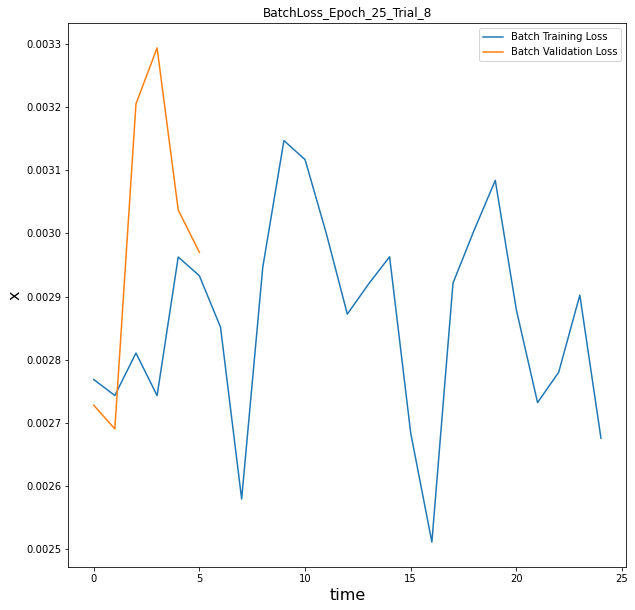 BatchLoss_Epoch_25_Trial_8
Batch Training Loss
Batch Validation Loss
0.0033
0.0032
0.0031
0.0030
0.0029
0.0028
0.0027
0.0026
0.0025
x
0 5 10 15 20 25
time